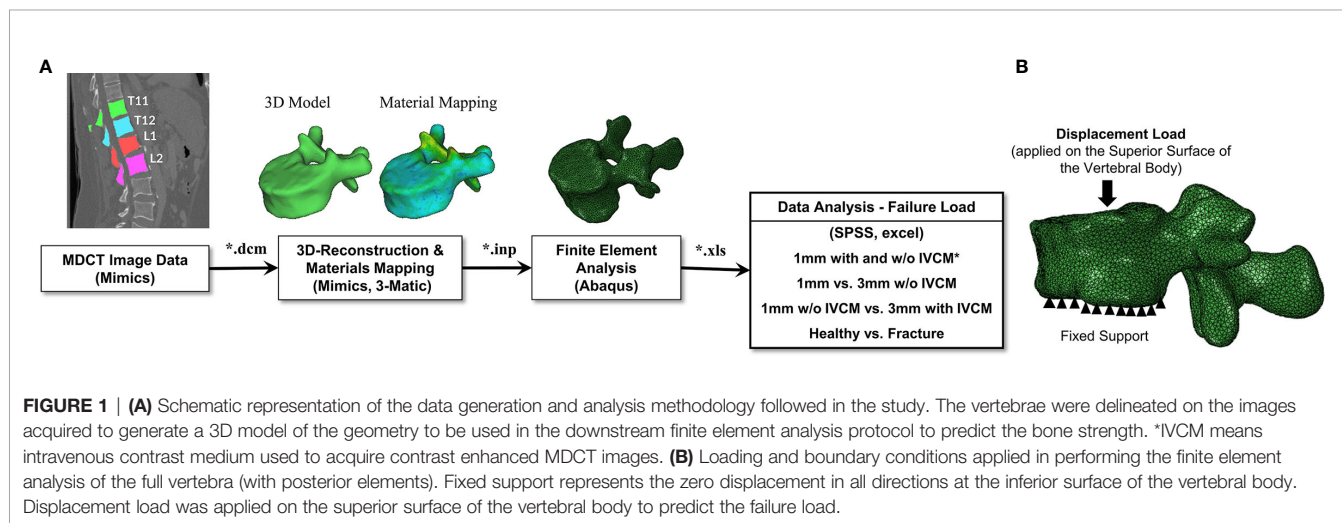 A
T11
T12
L1
L2
3D Model
Material Mapping
*.dcm
*.inp
*.xls
MDCT Image Data
(Mimics)
3D-Reconstruction &
Materials Mapping
(Mimics, 3-Matic)
Finite Element
Analysis
(Abaqus)
Data Analysis - Failure Load
(SPSS, excel)
1mm with and w/o IVCM*
1mm vs. 3mm w/o IVCM
1mm w/o IVCM vs. 3mm with IVCM
Healthy vs. Fracture
B
Displacement Load
(applied on the Superior Surface of
the Vertebral Body)
Fixed Support
FIGURE 1 | (A) Schematic representation of the data generation and analysis methodology followed in the study. The vertebrae were delineated on the images
acquired to generate a 3D model of the geometry to be used in the downstream finite element analysis protocol to predict the bone strength. *IVCM means
intravenous contrast medium used to acquire contrast enhanced MDCT images. (B) Loading and boundary conditions applied in performing the finite element
analysis of the full vertebra (with posterior elements). Fixed support represents the zero displacement in all directions at the inferior surface of the vertebral body.
Displacement load was applied on the superior surface of the vertebral body to predict the failure load.